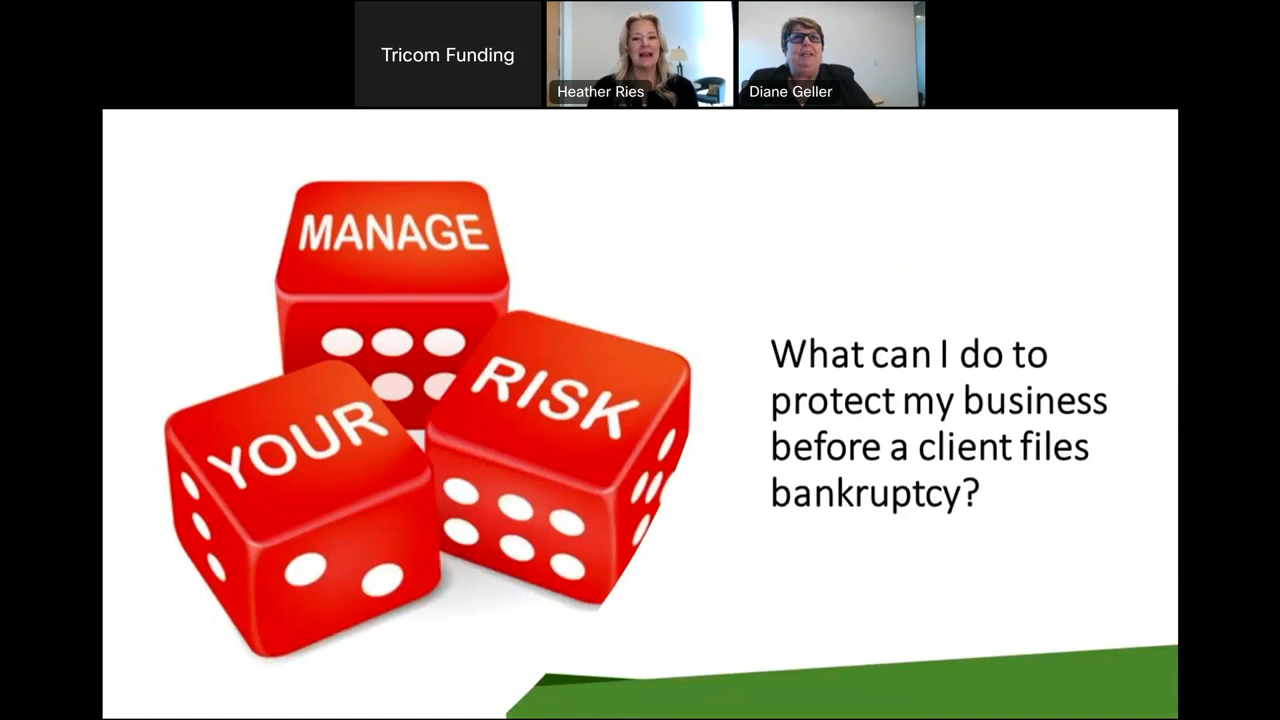 Tricom Funding
Heather Ries
Diane Geller
MANAGE
YOUR
RISK
What can I do to
protect my business
before a client files
bankruptcy?